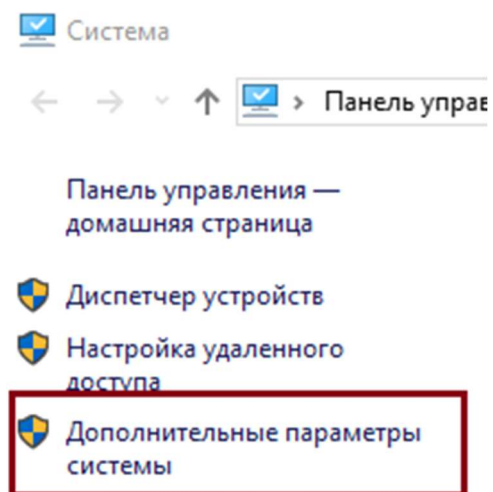 Система
Панель управ
Панель управления —
домашняя страница
Диспетчер устройств
Настройка удаленного
доступа
Дополнительные параметры
системы